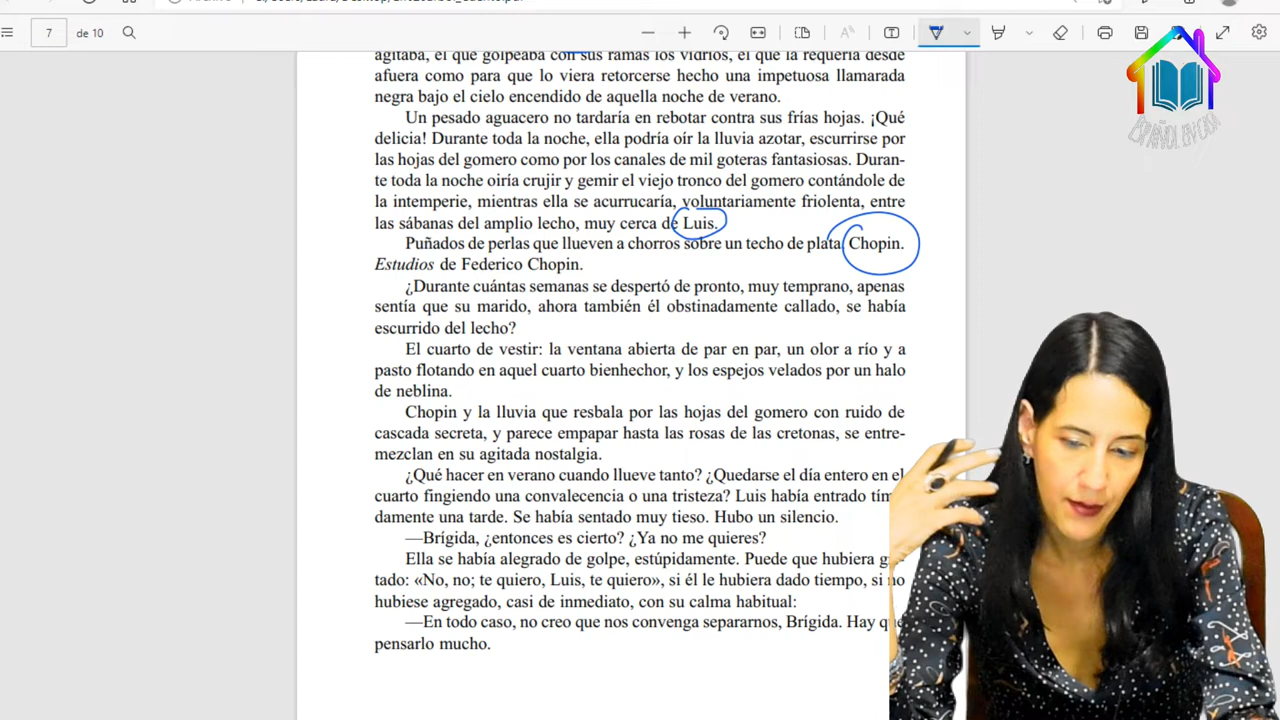 7 de 10
agitaba, el que golpeaba con sus ramas los vidrios, el que la requería desde
afuera como para que lo viera retorcerse hecho una impetuosa llamarada
negra bajo el cielo encendido de aquella noche de verano.
Un pesado aguacero no tardaría en rebotar contra sus frías hojas. ¡Qué
delicia! Durante toda la noche, ella podría oír la lluvia azotar, escurrirse por
las hojas del gomero como por los canales de mil goteras fantasiosas. Duran-
te toda la noche oiría crujir y gemir el viejo tronco del gomero contándole de
la intemperie, mientras ella se acurrucaría, voluntariamente friolenta, entre
las sábanas del amplio lecho, muy cerca de Luis.
Puñados de perlas que llueven a chorros sobre un techo de plata. Chopin.
Estudios de Federico Chopin.
¿Durante cuántas semanas se despertó de pronto, muy temprano, apenas
sentía que su marido, ahora también él obstinadamente callado, se había
escurrido del lecho?
El cuarto de vestir: la ventana abierta de par en par, un olor a río y a
pasto flotando en aquel cuarto bienhechor, y los espejos velados por un halo
de neblina.
Chopin y la lluvia que resbala por las hojas del gomero con ruido de
cascada secreta, y parece empapar hasta las rosas de las cretonas, se entre-
mezclan en su agitada nostalgia.
¿Qué hacer en verano cuando llueve tanto? ¿Quedarse el día entero en el
cuarto fingiendo una convalecencia o una tristeza? Luis había entrado tím
damente una tarde. Se había sentado muy tieso. Hubo un silencio.
—Brígida, ¿entonces es cierto? ¿Ya no me quieres?
Ella se había alegrado de golpe, estúpidamente. Puede que hubiera g
tado: «No, no; te quiero, Luis, te quiero», si él le hubiera dado tiempo, si no
hubiese agregado, casi de inmediato, con su calma habitual:
—En todo caso, no creo que nos convenga separarnos, Brígida. Hay que
pensarlo mucho.
ESPAÑOL EN CASA